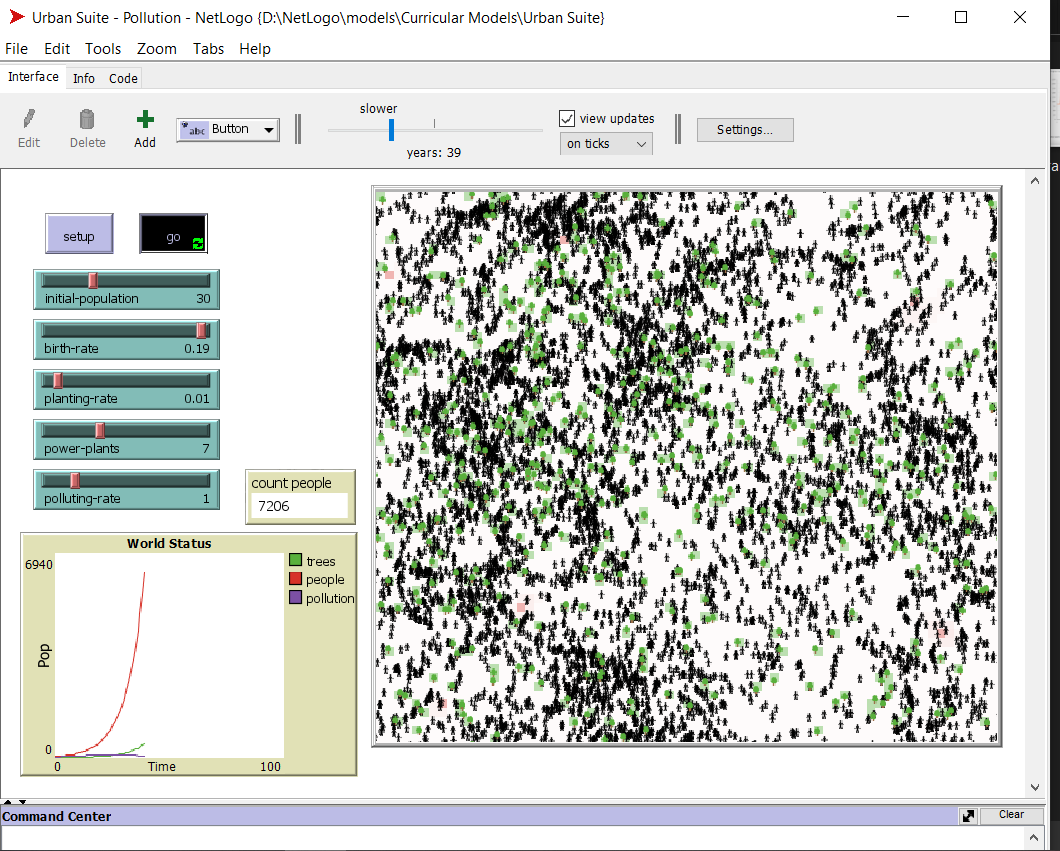 Urban Suite - Pollution - NetLogo {D:\NetLogo\models\Curricular Models\Urban Suite}
File Edit Tools Zoom Tabs Help
Interface Info Code
Edit Delete Add abc Button slower years: 39 view updates on ticks Settings...
setup go
initial-population 30
birth-rate 0.19
planting-rate 0.01
power-plants 7
polluting-rate 1
count people
7206
World Status
6940
Pop
0
0 Time 100
trees
people
pollution
Command Center Clear